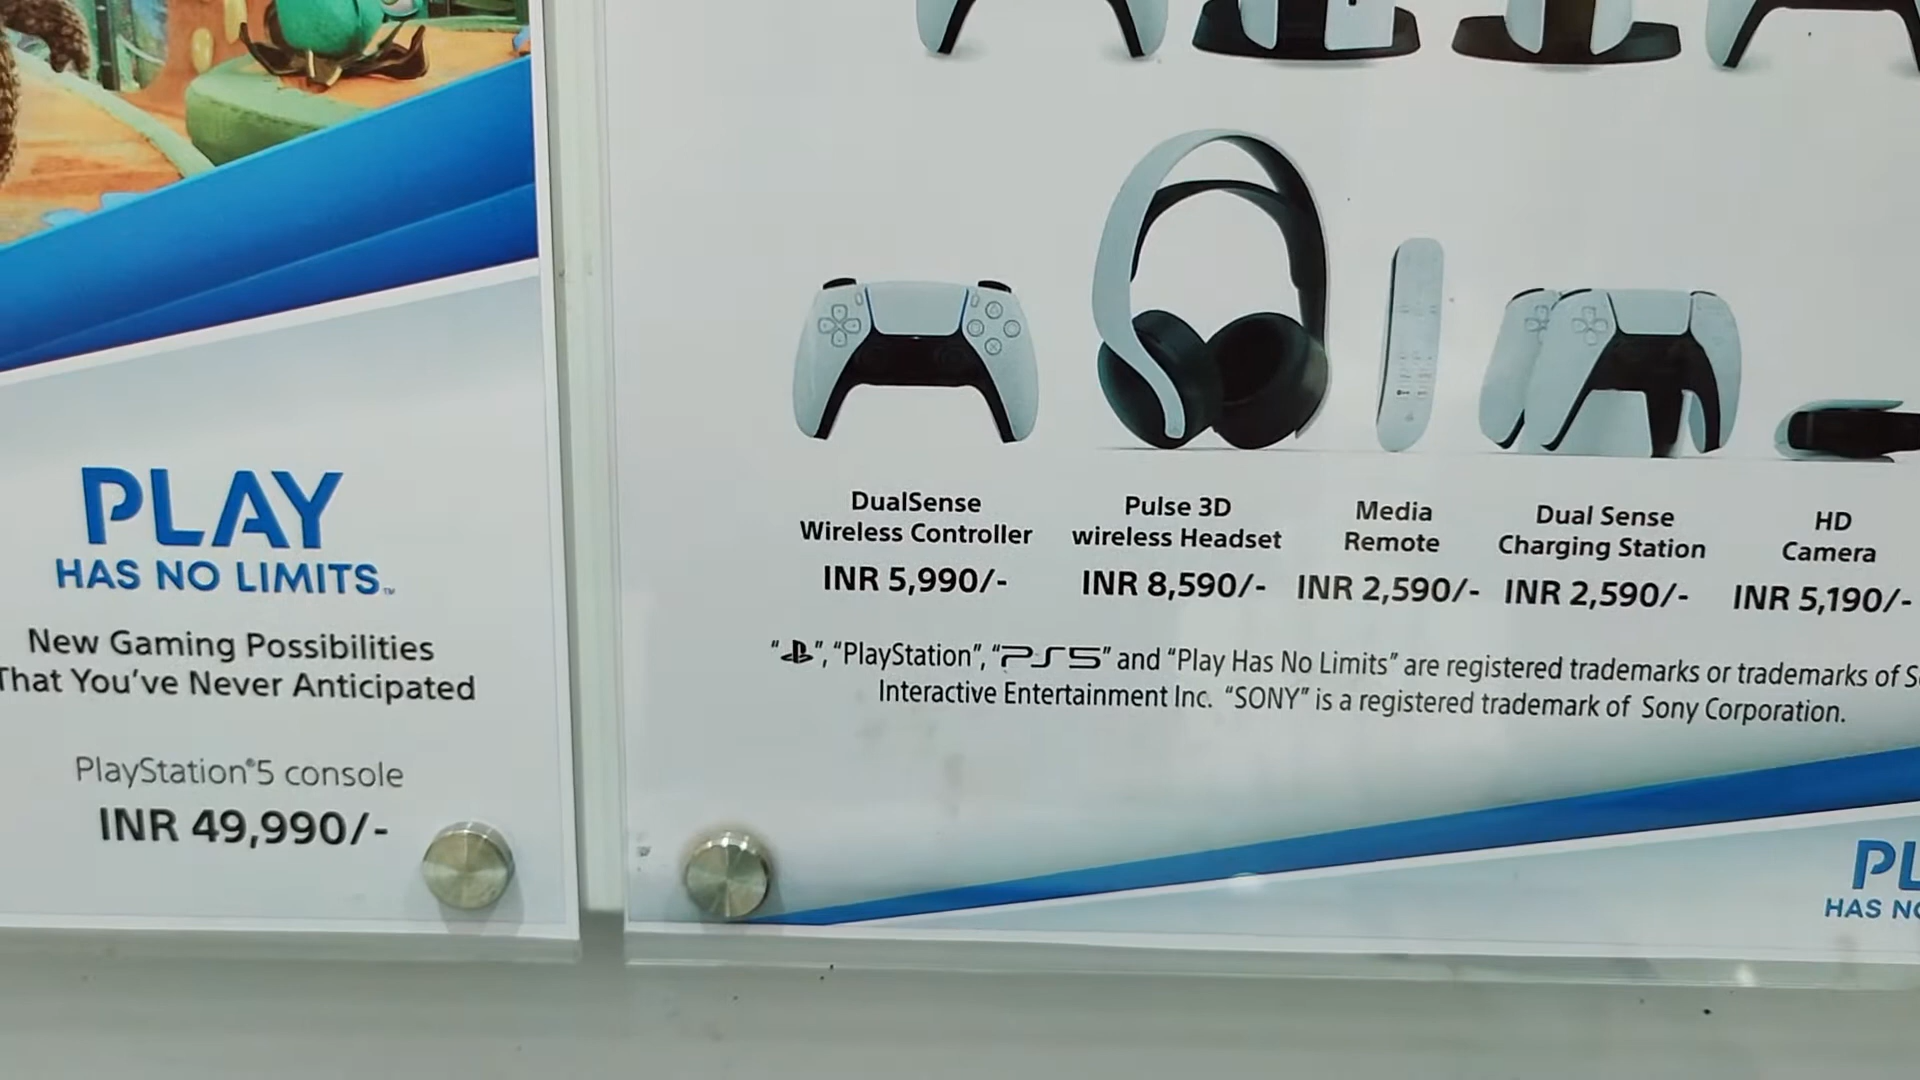 PLAY
HAS NO LIMITS™
New Gaming Possibilities
That You've Never Anticipated
PlayStation®5 console
INR 49,990/-
DualSense
Wireless Controller
INR 5,990/-
Pulse 3D
wireless Headset
INR 8,590/-
Media
Remote
INR 2,590/-
Dual Sense
Charging Station
INR 2,590/-
HD
Camera
INR 5,190/-
" ", "PlayStation", "PS5" and "Play Has No Limits" are registered trademarks or trademarks of
Interactive Entertainment Inc. "SONY" is a registered trademark of Sony Corporation.
HAS